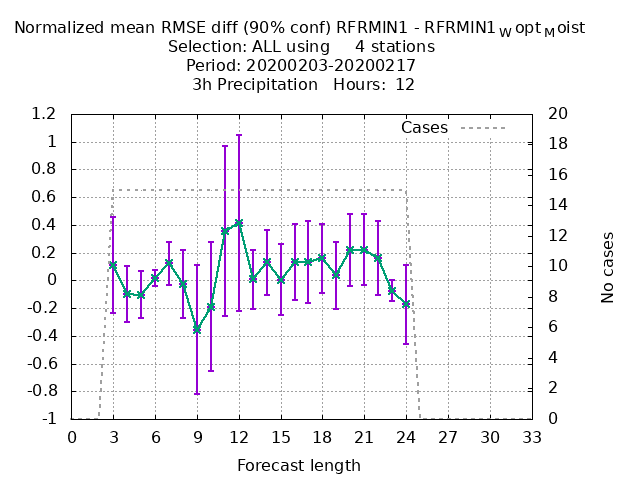 Normalized mean RMSE diff (90% conf) RFRMIN1 - RFRMIN1WoptMoist
Selection: ALL using 4 stations
Period: 20200203-20200217
3h Precipitation Hours: 12
1.2
1
0.8
0.6
0.4
0.2
0
-0.2
-0.4
-0.6
-0.8
-1
Cases
20
18
16
14
12
10
8
6
4
2
0
No cases
0 3 6 9 12 15 18 21 24 27 30 33
Forecast length